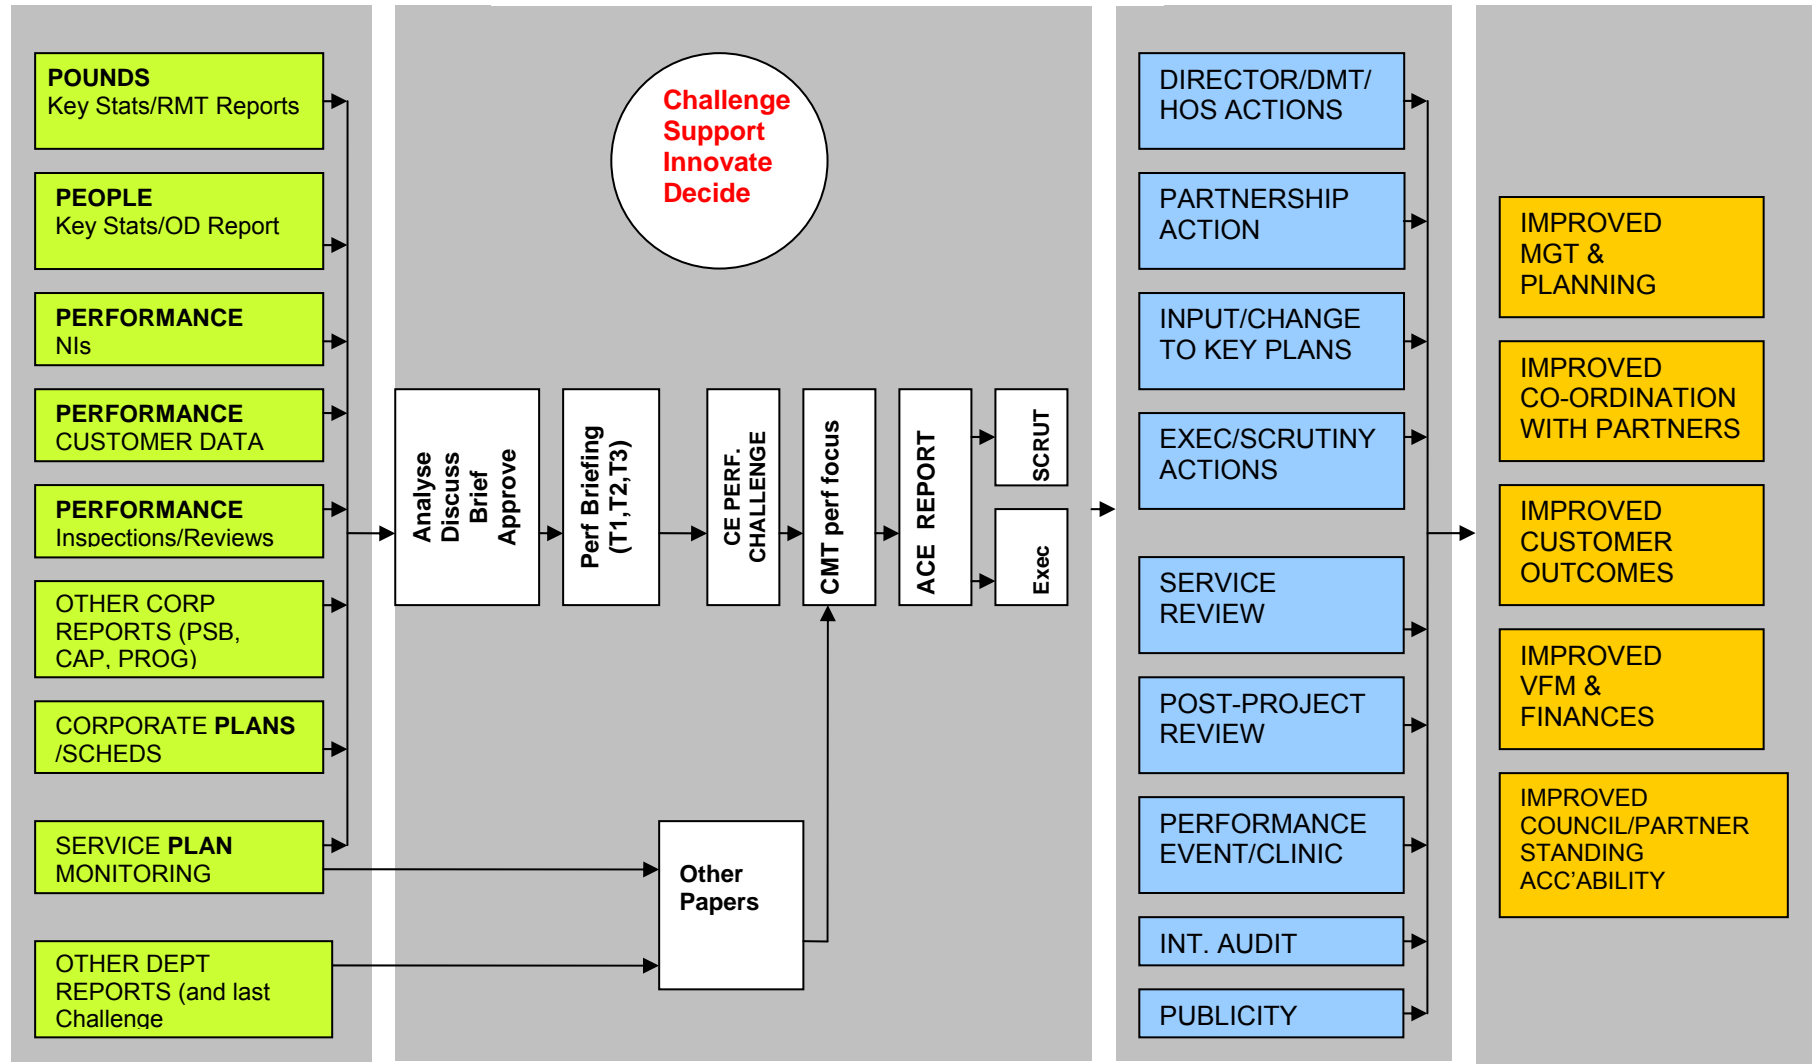 POUNDS
Key Stats/RMT Reports
PEOPLE
Key Stats/OD Report
PERFORMANCE
NIs
PERFORMANCE
CUSTOMER DATA
PERFORMANCE
Inspections/Reviews
OTHER CORP
REPORTS (PSB,
CAP, PROG)
CORPORATE PLANS
/SCHEDS
SERVICE PLAN
MONITORING
OTHER DEPT
REPORTS (and last
Challenge
Challenge
Support
Innovate
Decide
Analyse
Discuss
Brief
Approve
Perf Briefing
(T1,T2,T3)
CE PERF.
CHALLENGE
CMT perf focus
ACE REPORT
SCRUT
Exec
Other
Papers
DIRECTOR/DMT/
HOS ACTIONS
PARTNERSHIP
ACTION
INPUT/CHANGE
TO KEY PLANS
EXEC/SCRUTINY
ACTIONS
SERVICE
REVIEW
POST-PROJECT
REVIEW
PERFORMANCE
EVENT/CLINIC
INT. AUDIT
PUBLICITY
IMPROVED
MGT &
PLANNING
IMPROVED
CO-ORDINATION
WITH PARTNERS
IMPROVED
CUSTOMER
OUTCOMES
IMPROVED
VFM &
FINANCES
IMPROVED
COUNCIL/PARTNER
STANDING
ACC’ABILITY